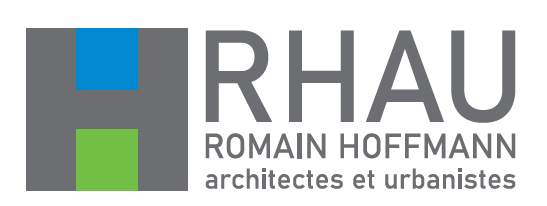 H RHAU
ROMAIN HOFFMANN
architectes et urbanistes